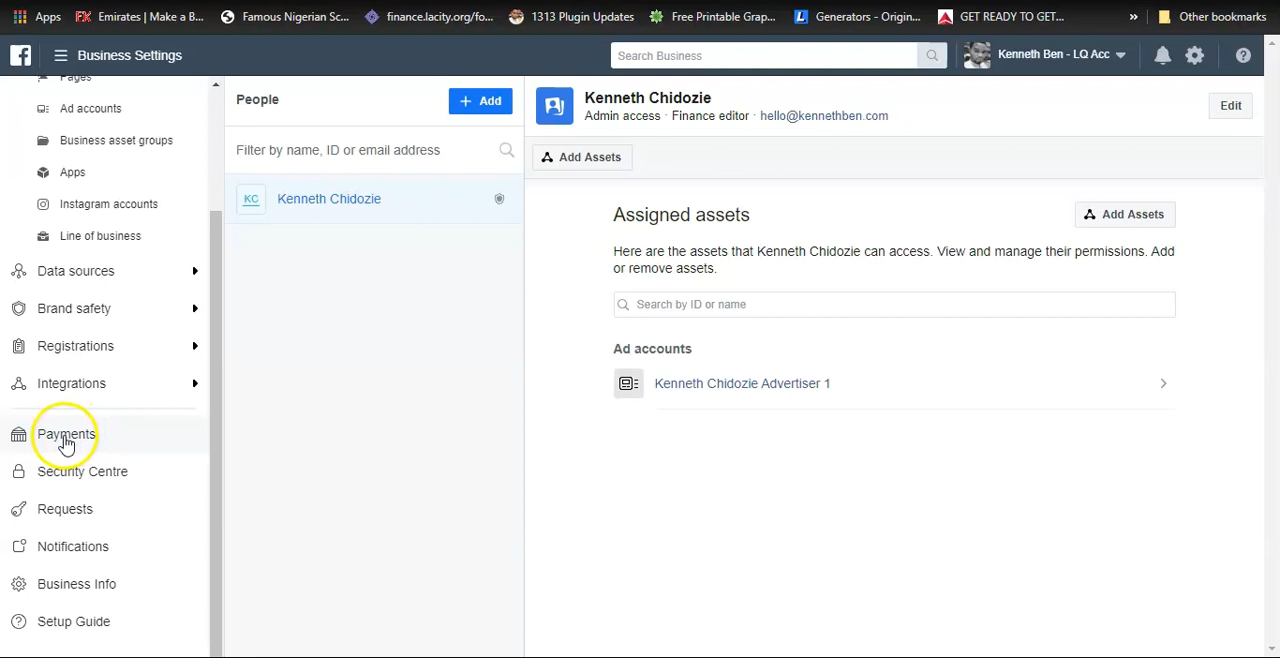 Apps
Emirates | Make a B...
Famous Nigerian Sc...
finance.lacity.org/fo...
1313 Plugin Updates
Free Printable Grap...
Generators - Origin...
GET READY TO GET...
»
Other bookmarks
Business Settings
Search Business
Kenneth Ben - LQ Acc
Pages
Ad accounts
Business asset groups
Apps
Instagram accounts
Line of business
Data sources
Brand safety
Registrations
Integrations
Payments
Security Centre
Requests
Notifications
Business Info
Setup Guide
People
+ Add
Filter by name, ID or email address
KC
Kenneth Chidozie
Kenneth Chidozie
Admin access · Finance editor · hello@kennethben.com
Edit
Add Assets
Assigned assets
Add Assets
Here are the assets that Kenneth Chidozie can access. View and manage their permissions. Add
or remove assets.
Search by ID or name
Ad accounts
Kenneth Chidozie Advertiser 1